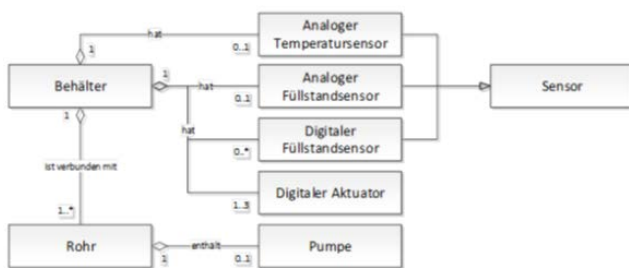 hat
1
0..1
Analoger
Temperatursensor
Behälter
1
hat
0..1
Analoger
Füllstandsensor
Sensor
1
hat
0..*
Digitaler
Füllstandsensor
Ist verbunden mit
1..3
Digitaler Aktuator
1..*
Rohr
1
enthält
0..1
Pumpe